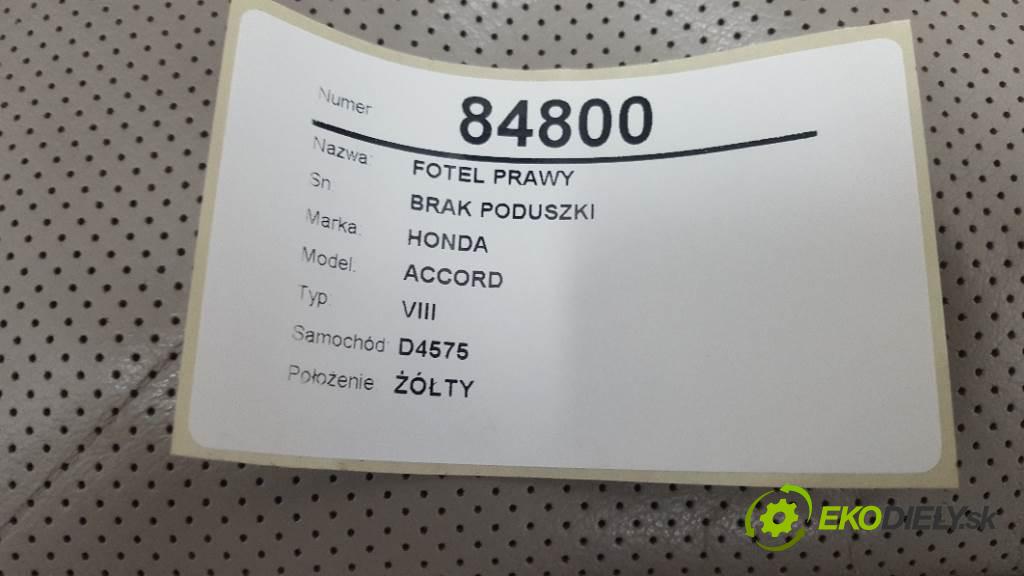 Numer 84800
Nazwa: FOTEL PRAWY
Sn. BRAK PODUSZKI
Marka. HONDA
Model. ACCORD
Typ VIII
Samochód: D4575
Położenie ŻÓŁTY
EKODIELY.sk